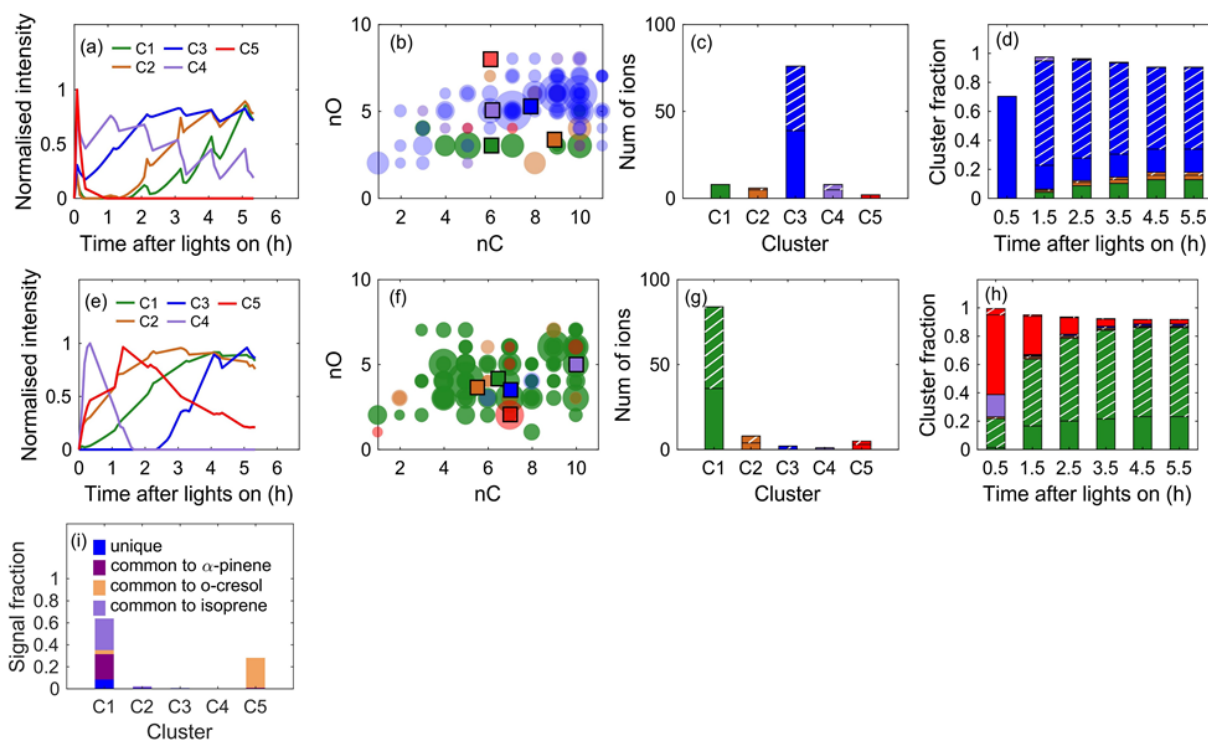 (a)
C1 C3 C5
C2 C4
Normalised intensity
1
0.5
0
0 1 2 3 4 5 6
Time after lights on (h)
(b)
nO
10
5
0
2 4 6 8 10
nC
(c)
Num of ions
100
50
0
C1 C2 C3 C4 C5
Cluster
(d)
Cluster fraction
1
0.8
0.6
0.4
0.2
0
0.5 1.5 2.5 3.5 4.5 5.5
Time after lights on (h)
(e)
C1 C3 C5
C2 C4
Normalised intensity
1
0.5
0
0 1 2 3 4 5 6
Time after lights on (h)
(f)
nO
10
5
0
2 4 6 8 10
nC
(g)
Num of ions
100
50
0
C1 C2 C3 C4 C5
Cluster
(h)
Cluster fraction
1
0.8
0.6
0.4
0.2
0
0.5 1.5 2.5 3.5 4.5 5.5
Time after lights on (h)
(i)
unique
common to α-pinene
common to o-cresol
common to isoprene
Signal fraction
1
0.8
0.6
0.4
0.2
0
C1 C2 C3 C4 C5
Cluster